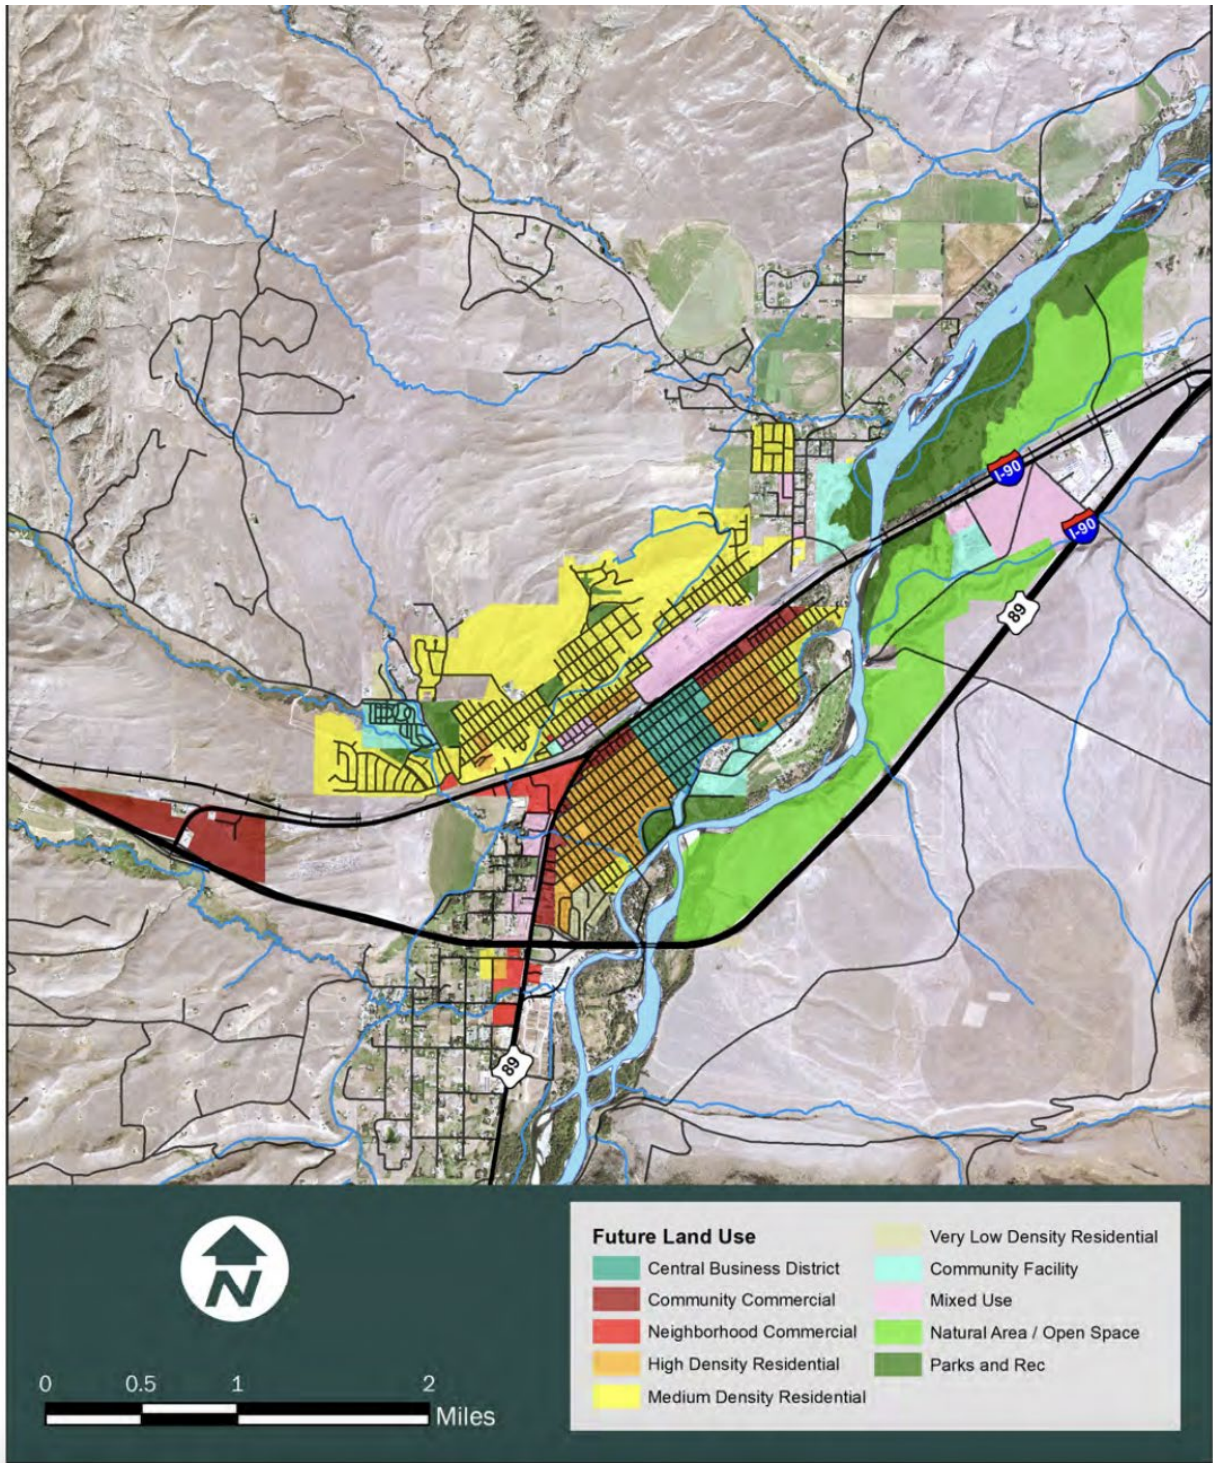 I-90
I-90
89
89
N
0 0.5 1 2
Miles
Future Land Use
Central Business District
Community Commercial
Neighborhood Commercial
High Density Residential
Medium Density Residential
Very Low Density Residential
Community Facility
Mixed Use
Natural Area / Open Space
Parks and Rec